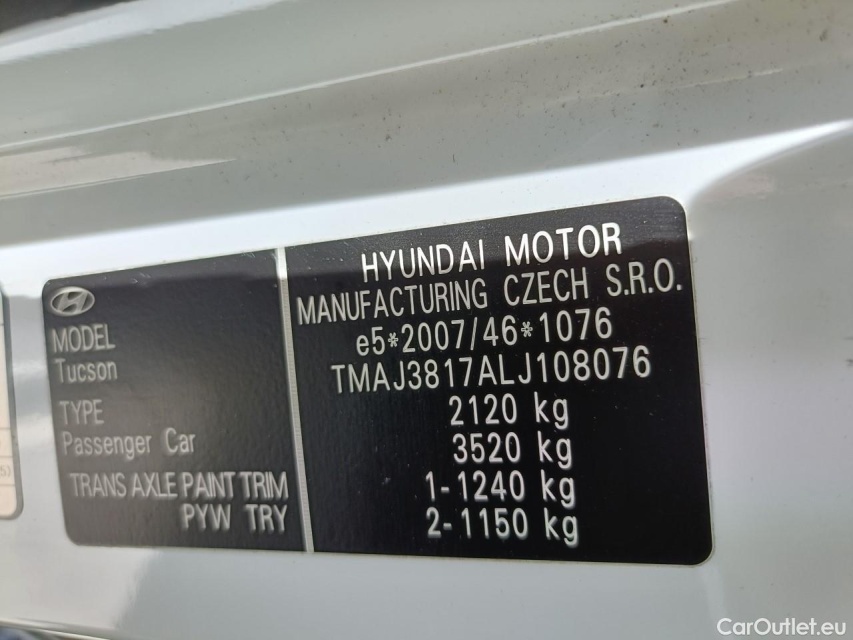 MODEL
Tucson
TYPE
Passenger Car
TRANS AXLE PAINT TRIM
PYW TRY
HYUNDAI MOTOR
MANUFACTURING CZECH S.R.O.
e5*2007/46*1076
TMAJ3817ALJ108076
2120 kg
3520 kg
1-1240 kg
2-1150 kg
CarOutlet.eu